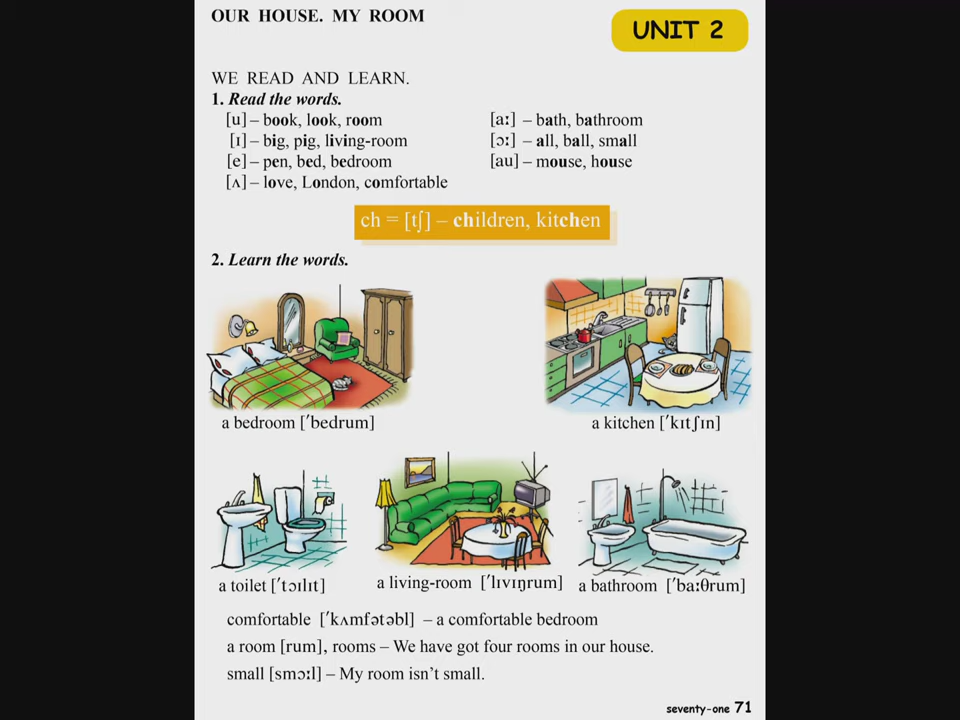 OUR HOUSE. MY ROOM
UNIT 2
WE READ AND LEARN.
1. Read the words.
[u] – book, look, room
[ɪ] – big, pig, living-room
[e] – pen, bed, bedroom
[ʌ] – love, London, comfortable
[aː] – bath, bathroom
[ɔː] – all, ball, small
[au] – mouse, house
ch = [tʃ] – children, kitchen
2. Learn the words.
a bedroom [ˈbedrum]
a kitchen [ˈkɪtʃɪn]
a toilet [ˈtɔɪlɪt]
a living-room [ˈlɪvɪŋrum]
a bathroom [ˈbaːθrum]
comfortable [ˈkʌmfətəbl] – a comfortable bedroom
a room [rum], rooms – We have got four rooms in our house.
small [smɔːl] – My room isn’t small.
seventy-one 71